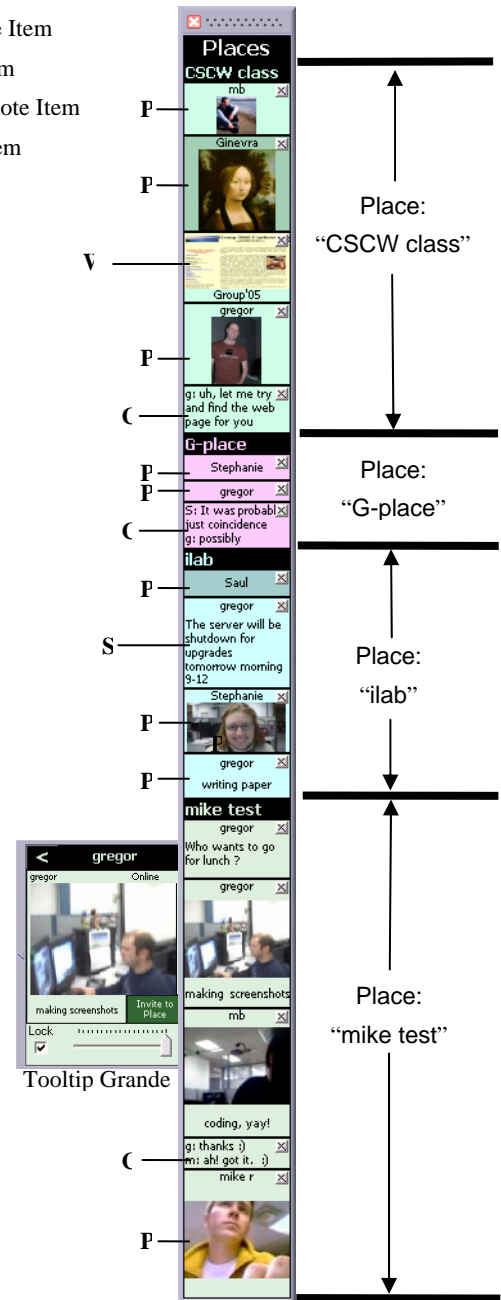 e Item
m
ote Item
em
Places
CSCW class
mb
P
Ginevra
P
Group'05
gregor
P
g: uh, let me try
and find the web
page for you
C
Place:
“CSCW class”
G-place
Stephanie
P
gregor
P
S: It was probabl
just coincidence
g: possibly
C
Place:
“G-place”
ilab
Saul
P
gregor
The server will be
shutdown for
upgrades
tomorrow morning
9-12
S
Stephanie
P
P
gregor
writing paper
P
Place:
“ilab”
mike test
gregor
Who wants to go
for lunch ?
gregor
making screenshots
mb
coding, yay!
g: thanks :)
m: ah! got it. :)
C
mike r
P
Place:
“mike test”
< gregor
gregor Online
making screenshots
Invite to
Place
Lock
Tooltip Grande